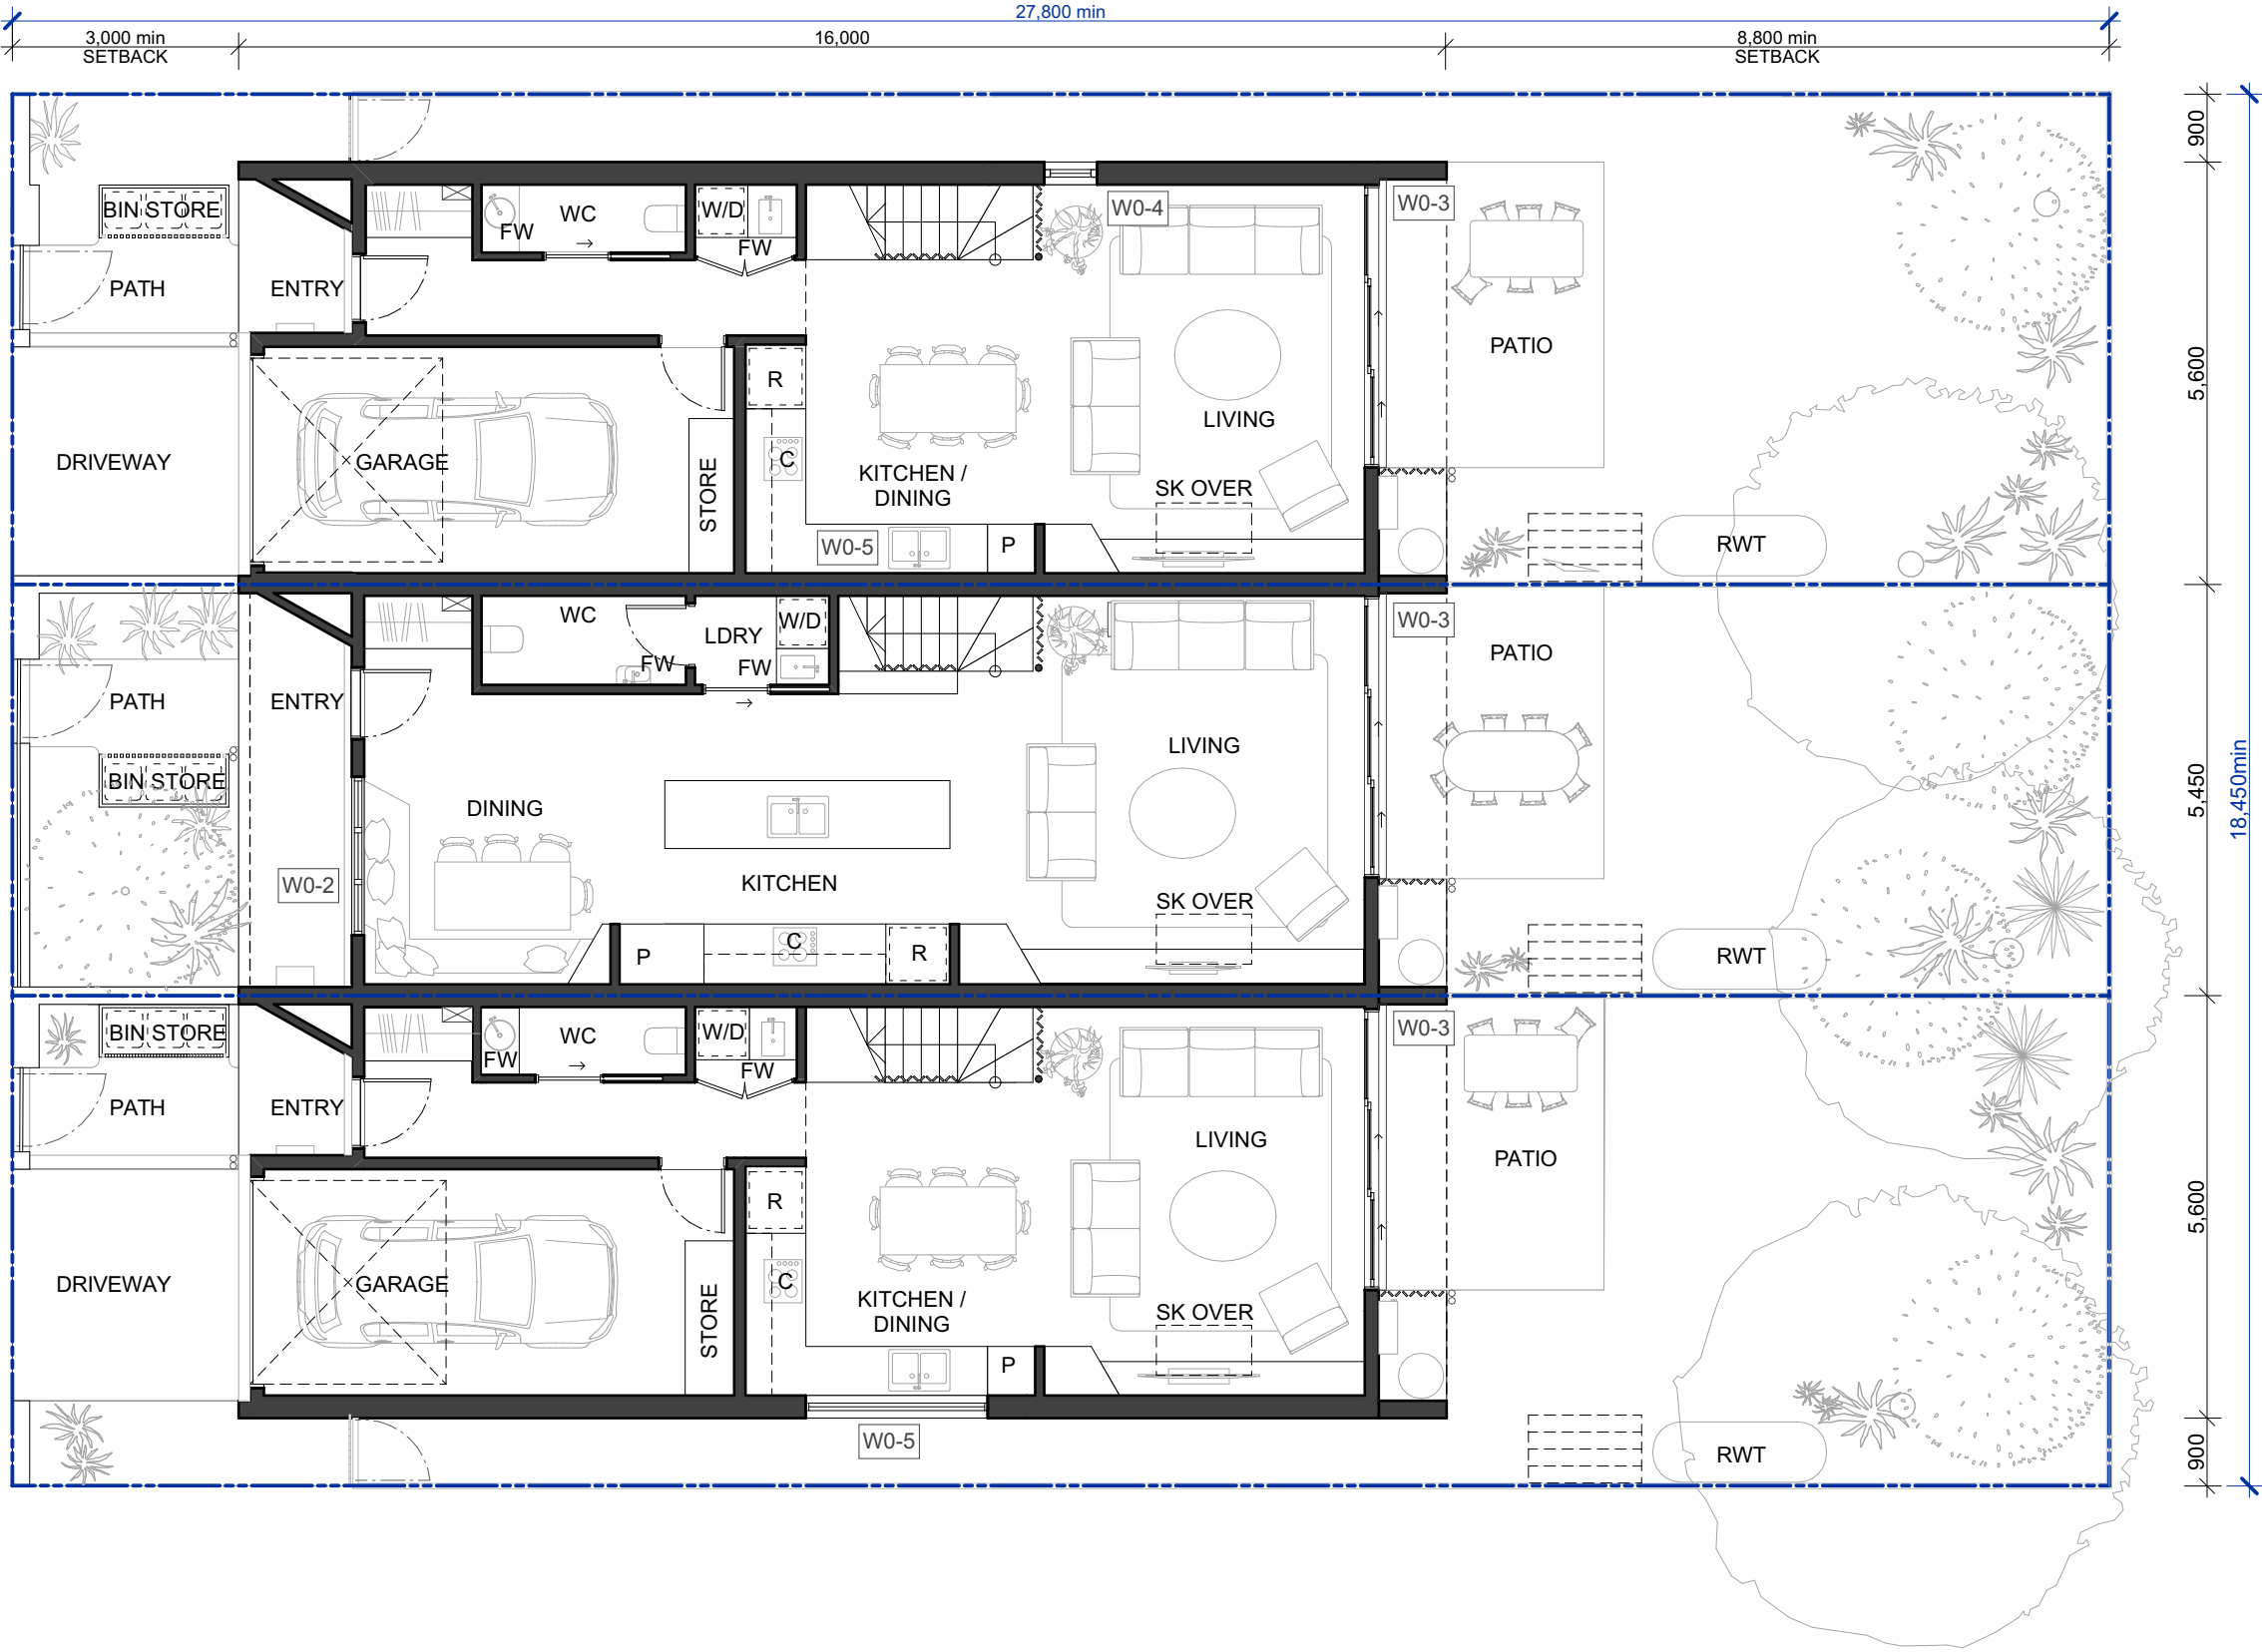 27,800 min
3,000 min
SETBACK
16,000
8,800 min
SETBACK
900
BIN STORE
FW
WC
W/D
FW
W0-4
W0-3
PATH
ENTRY
PATIO
5,600
R
LIVING
DRIVEWAY
GARAGE
C
STORE
KITCHEN /
DINING
SK OVER
W0-5
P
RWT
WC
LDRY
W/D
FW
FW
W0-3
PATIO
PATH
ENTRY
LIVING
BIN STORE
DINING
5,450
18,450min
W0-2
KITCHEN
SK OVER
P
C
R
RWT
BIN STORE
FW
WC
W/D
FW
W0-3
PATH
ENTRY
LIVING
PATIO
R
5,600
DRIVEWAY
GARAGE
C
STORE
KITCHEN /
DINING
SK OVER
P
W0-5
RWT
900